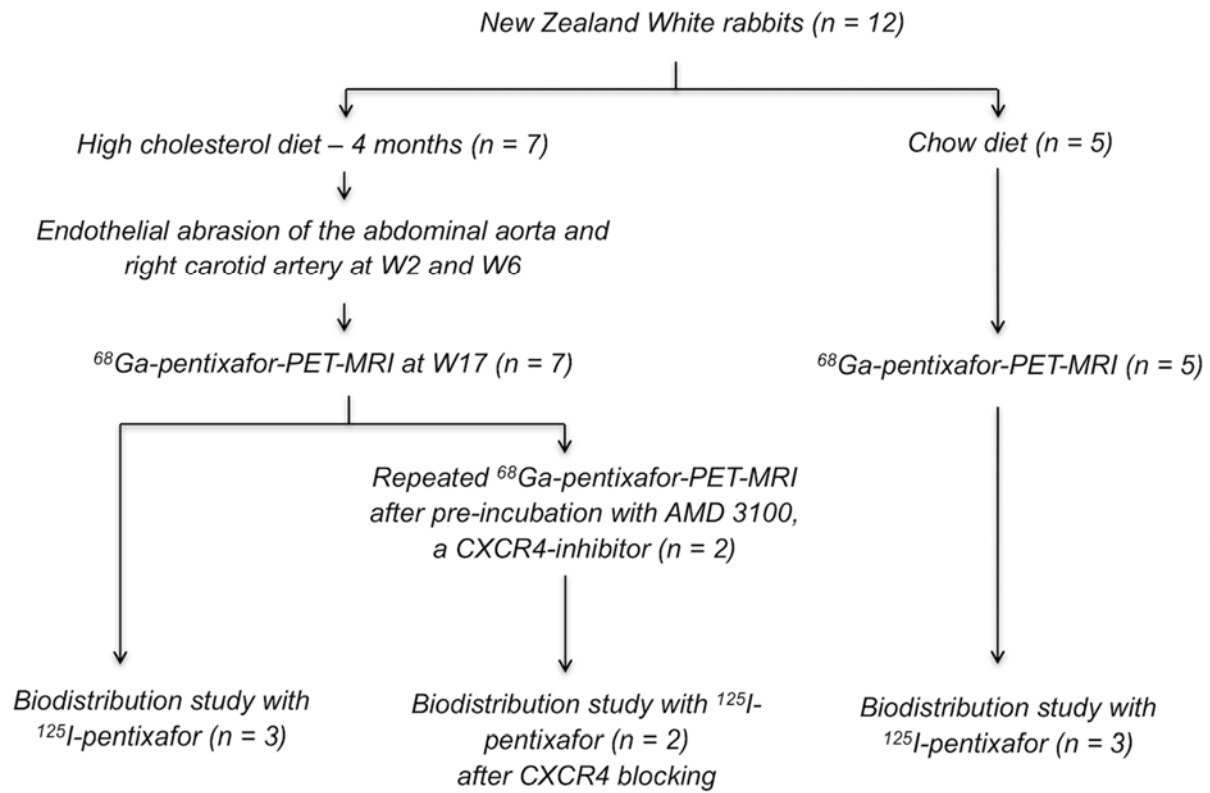 New Zealand White rabbits (n = 12)
High cholesterol diet – 4 months (n = 7)
Chow diet (n = 5)
Endothelial abrasion of the abdominal aorta and
right carotid artery at W2 and W6
⁶⁸Ga-pentixafor-PET-MRI at W17 (n = 7)
⁶⁸Ga-pentixafor-PET-MRI (n = 5)
Repeated ⁶⁸Ga-pentixafor-PET-MRI
after pre-incubation with AMD 3100,
a CXCR4-inhibitor (n = 2)
Biodistribution study with
¹²⁵I-pentixafor (n = 3)
Biodistribution study with ¹²⁵I-
pentixafor (n = 2)
after CXCR4 blocking
Biodistribution study with
¹²⁵I-pentixafor (n = 3)